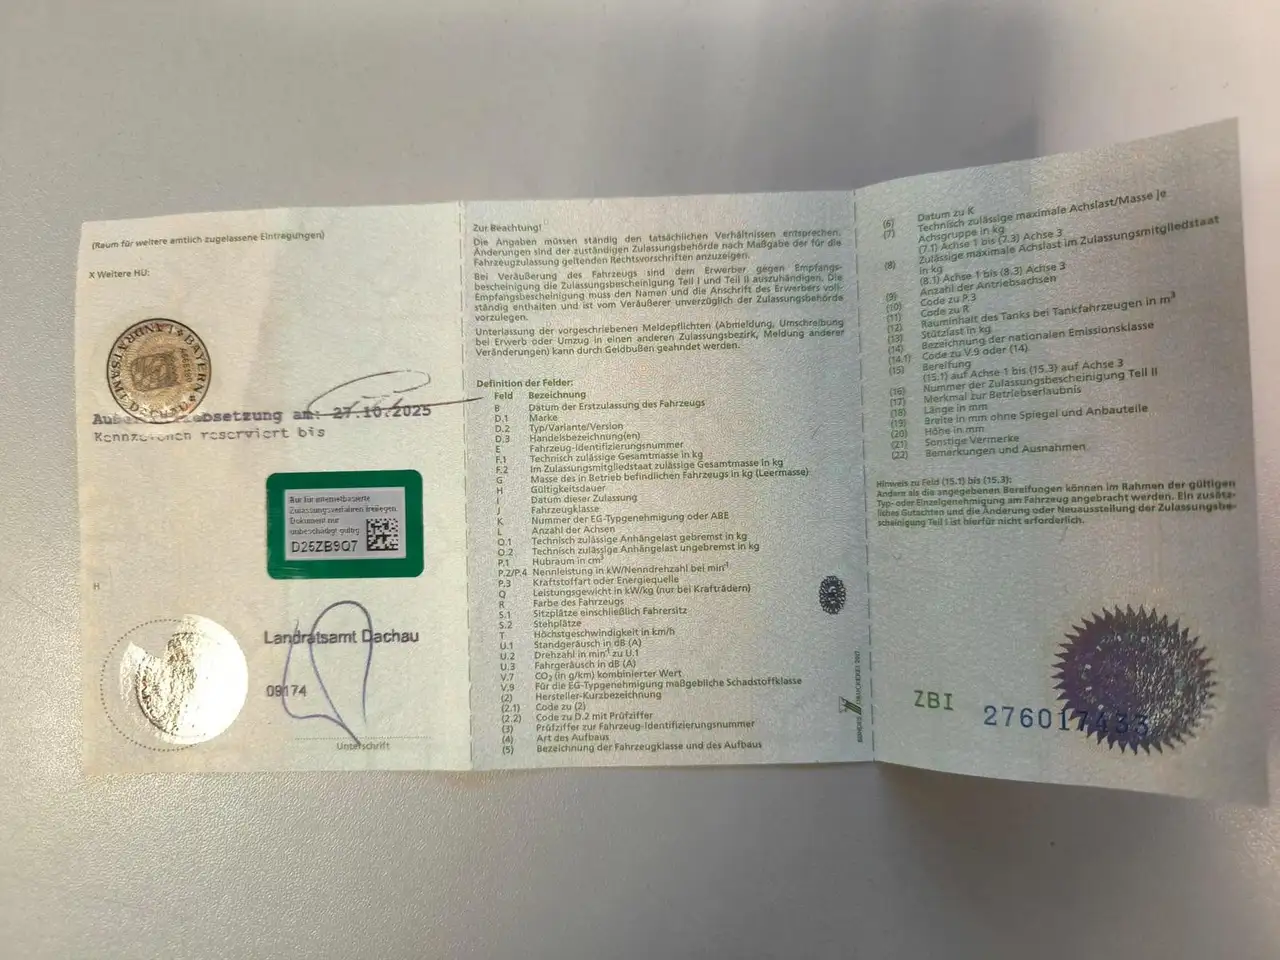 (Raum für weitere amtlich zugelassene Eintragungen)
X Weitere HU:
LANDRATSAMT DACHAU BAYERN
Außerbetriebsetzung am: 27.10.2025
Kennzeichen reserviert bis
Nur für internetbasierte
Zulassungsverfahren freilegen
Dokument nur
unbeschädigt gültig
D25ZB9Q7
H
Landratsamt Dachau
09174
Unterschrift
Zur Beachtung!
Die Angaben müssen ständig den tatsächlichen Verhältnissen entsprechen.
Änderungen sind der zuständigen Zulassungsbehörde nach Maßgabe der für die
Fahrzeugzulassung geltenden Rechtsvorschriften anzuzeigen.
Bei Veräußerung des Fahrzeugs sind dem Erwerber gegen Empfangs-
bescheinigung die Zulassungsbescheinigung Teil I und Teil II auszuhändigen. Die
Empfangsbescheinigung muss den Namen und die Anschrift des Erwerbers voll-
ständig enthalten und ist vom Veräußerer unverzüglich der Zulassungsbehörde
vorzulegen.
Unterlassung der vorgeschriebenen Meldepflichten (Abmeldung, Umschreibung
bei Erwerb oder Umzug in einen anderen Zulassungsbezirk, Meldung anderer
Veränderungen) kann durch Geldbußen geahndet werden.
Definition der Felder:
Feld Bezeichnung
B Datum der Erstzulassung des Fahrzeugs
D.1 Marke
D.2 Typ/Variante/Version
D.3 Handelsbezeichnung(en)
E Fahrzeug-Identifizierungsnummer
F.1 Technisch zulässige Gesamtmasse in kg
F.2 Im Zulassungsmitgliedstaat zulässige Gesamtmasse in kg
G Masse des in Betrieb befindlichen Fahrzeugs in kg (Leermasse)
H Gültigkeitsdauer
I Datum dieser Zulassung
J Fahrzeugklasse
K Nummer der EG-Typgenehmigung oder ABE
L Anzahl der Achsen
O.1 Technisch zulässige Anhängelast gebremst in kg
O.2 Technisch zulässige Anhängelast ungebremst in kg
P.1 Hubraum in cm³
P.2/P.4 Nennleistung in kW/Nenndrehzahl bei min⁻¹
P.3 Kraftstoffart oder Energiequelle
Q Leistungsgewicht in kW/kg (nur bei Krafträdern)
R Farbe des Fahrzeugs
S.1 Sitzplätze einschließlich Fahrersitz
S.2 Stehplätze
T Höchstgeschwindigkeit in km/h
U.1 Standgeräusch in dB (A)
U.2 Drehzahl in min⁻¹ zu U.1
U.3 Fahrgeräusch in dB (A)
V.7 CO₂ (in g/km) kombinierter Wert
V.9 Für die EG-Typgenehmigung maßgebliche Schadstoffklasse
(2) Hersteller-Kurzbezeichnung
(2.1) Code zu (2)
(2.2) Code zu D.2 mit Prüfziffer
(3) Prüfziffer zur Fahrzeug-Identifizierungsnummer
(4) Art des Aufbaus
(5) Bezeichnung der Fahrzeugklasse und des Aufbaus
(6) Datum zu K
(7) Technisch zulässige maximale Achslast/Masse je
Achsgruppe in kg
(7.1) Achse 1 bis (7.3) Achse 3
(8) Zulässige maximale Achslast im Zulassungsmitgliedstaat
in kg
(8.1) Achse 1 bis (8.3) Achse 3
(9) Anzahl der Antriebsachsen
(10) Code zu P.3
(11) Code zu R
(12) Rauminhalt des Tanks bei Tankfahrzeugen in m³
(13) Stützlast in kg
(14) Bezeichnung der nationalen Emissionsklasse
(14.1) Code zu V.9 oder (14)
(15) Bereifung
(15.1) auf Achse 1 bis (15.3) auf Achse 3
(16) Nummer der Zulassungsbescheinigung Teil II
(17) Merkmal zur Betriebserlaubnis
(18) Länge in mm
(19) Breite in mm ohne Spiegel und Anbauteile
(20) Höhe in mm
(21) Sonstige Vermerke
(22) Bemerkungen und Ausnahmen
Hinweis zu Feld (15.1) bis (15.3):
Andere als die angegebenen Bereifungen können im Rahmen der gültigen
Typ- oder Einzelgenehmigung am Fahrzeug angebracht werden. Ein zusätz-
liches Gutachten und die Änderung oder Neuausstellung der Zulassungsbe-
scheinigung Teil I ist hierfür nicht erforderlich.
ZBI 276017433